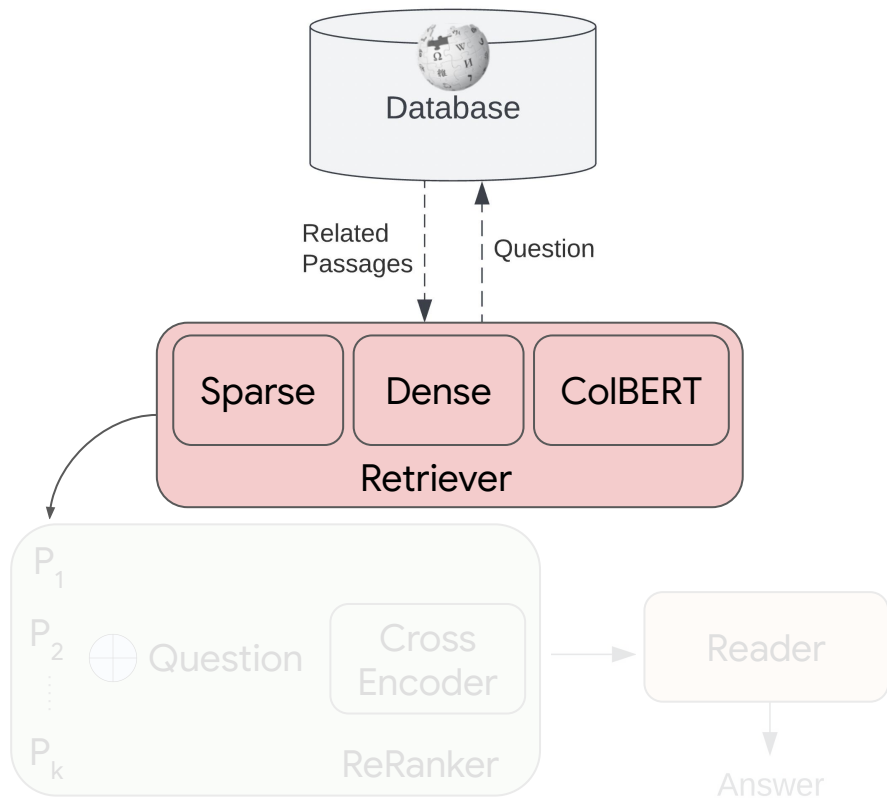 Database
Related
Passages
Question
Sparse
Dense
ColBERT
Retriever
P1
P2
Question
Cross
Encoder
Pk
ReRanker
Reader
Answer